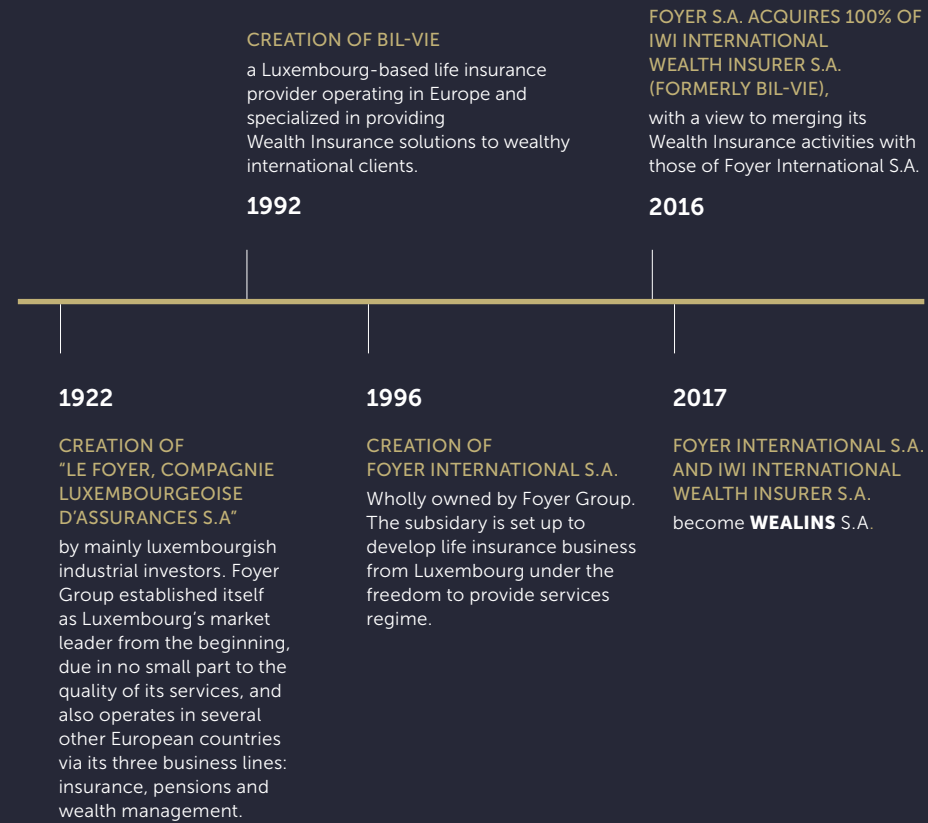 CREATION OF BIL-VIE
a Luxembourg-based life insurance
provider operating in Europe and
specialized in providing
Wealth Insurance solutions to wealthy
international clients.
1992
FOYER S.A. ACQUIRES 100% OF
IWI INTERNATIONAL
WEALTH INSURER S.A.
(FORMERLY BIL-VIE),
with a view to merging its
Wealth Insurance activities with
those of Foyer International S.A.
2016
1922
CREATION OF
“LE FOYER, COMPAGNIE
LUXEMBOURGEOISE
D’ASSURANCES S.A”
by mainly luxembourgish
industrial investors. Foyer
Group established itself
as Luxembourg’s market
leader from the beginning,
due in no small part to the
quality of its services, and
also operates in several
other European countries
via its three business lines:
insurance, pensions and
wealth management.
1996
CREATION OF
FOYER INTERNATIONAL S.A.
Wholly owned by Foyer Group.
The subsidary is set up to
develop life insurance business
from Luxembourg under the
freedom to provide services
regime.
2017
FOYER INTERNATIONAL S.A.
AND IWI INTERNATIONAL
WEALTH INSURER S.A.
become WEALINS S.A.